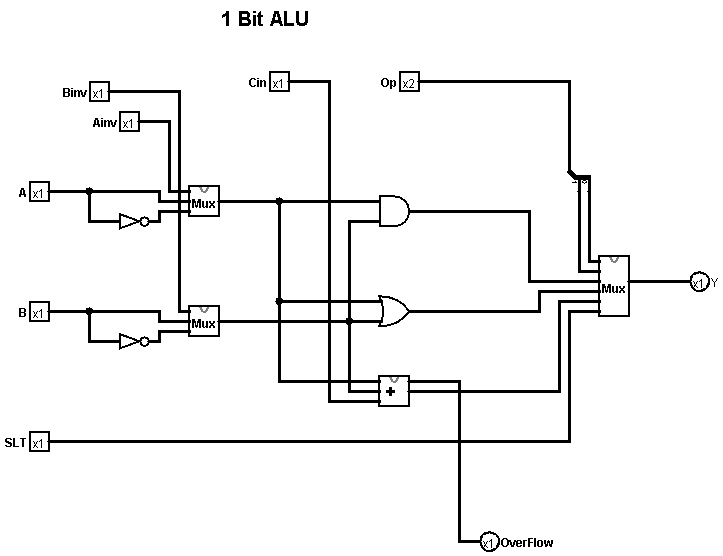 1 Bit ALU
Cin x1
Op x2
Binv x1
Ainv x1
A x1
Mux
B x1
Mux
Mux
x1 Y
+
SLT x1
x1 OverFlow